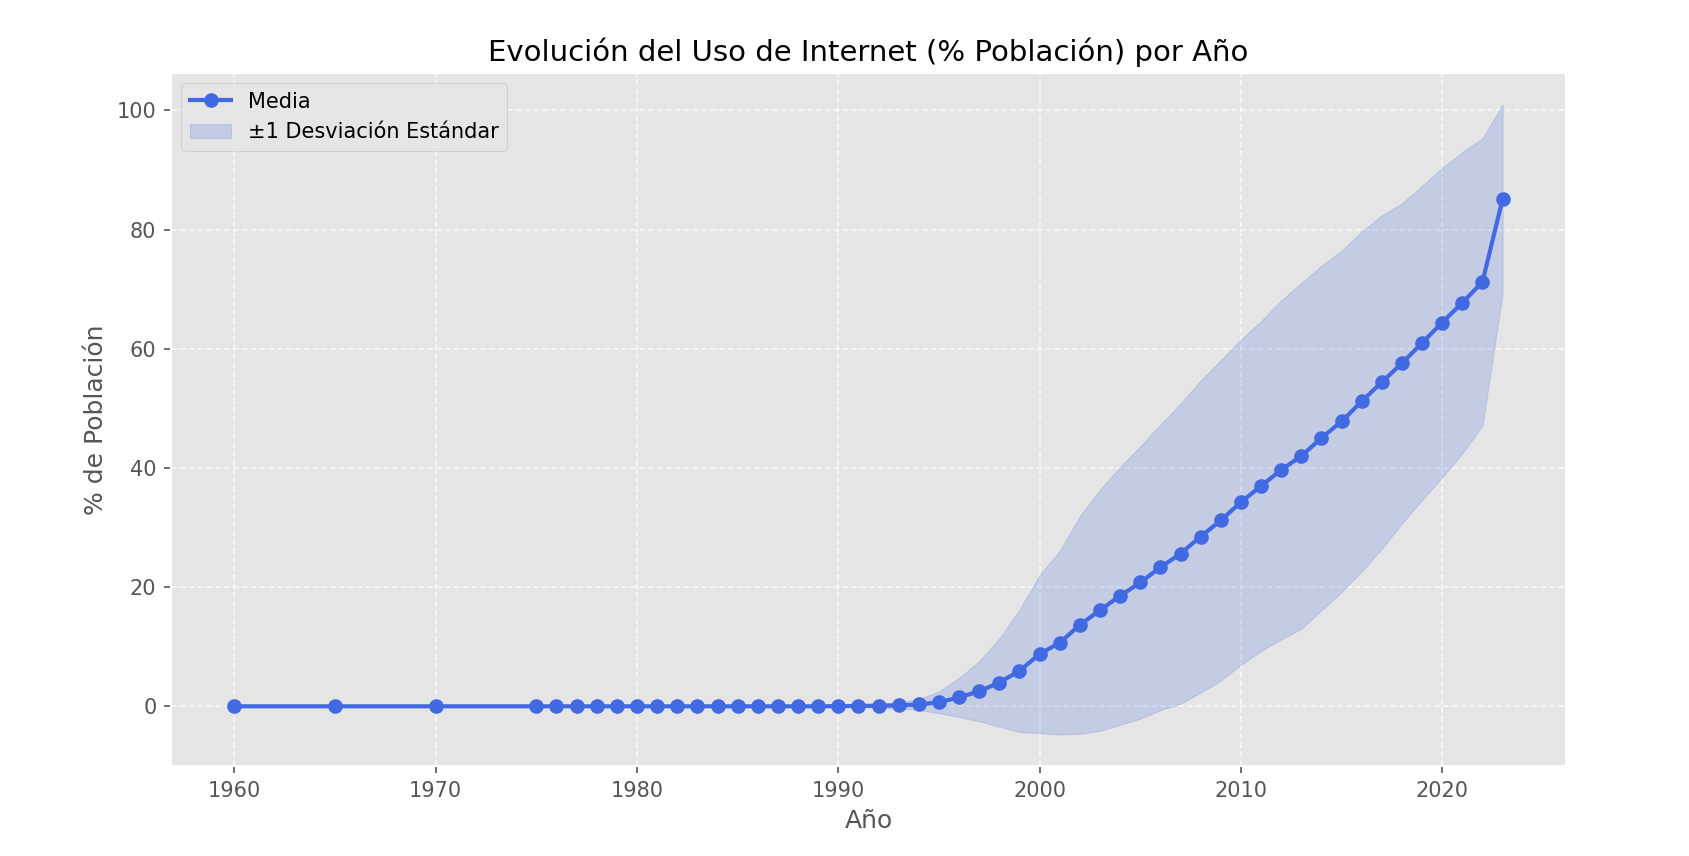 Evolución del Uso de Internet (% Población) por Año
Media
±1 Desviación Estándar
% de Población
100
80
60
40
20
0
1960
1970
1980
1990
2000
2010
2020
Año